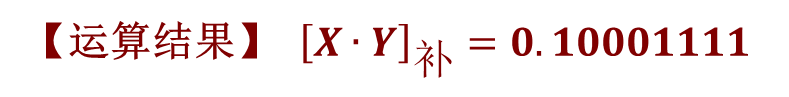 【运算结果】 [X · Y]补 = 0.10001111